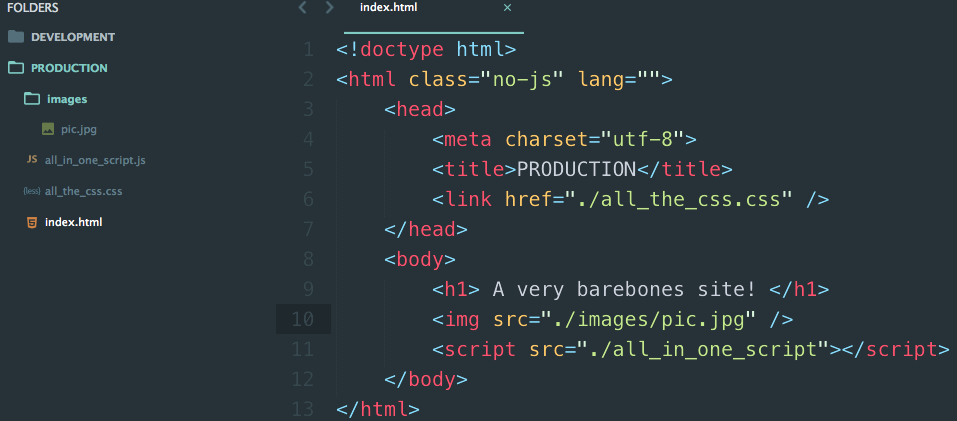 FOLDERS
DEVELOPMENT
PRODUCTION
images
pic.jpg
JS all_in_one_script.js
{less} all_the_css.css
index.html
index.html ×
1 <!doctype html>
2 <html class="no-js" lang="">
3 <head>
4 <meta charset="utf-8">
5 <title>PRODUCTION</title>
6 <link href="./all_the_css.css" />
7 </head>
8 <body>
9 <h1> A very barebones site! </h1>
10 <img src="./images/pic.jpg" />
11 <script src="./all_in_one_script"></script>
12 </body>
13 </html>